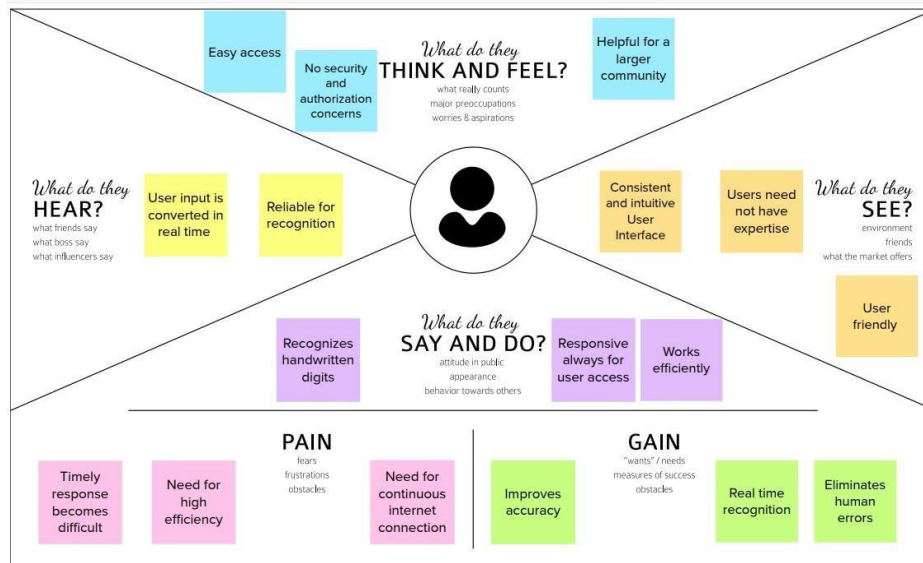 Easy access
No security
and
authorization
concerns
What do they
THINK AND FEEL?
what really counts
major preoccupations
worries & aspirations
Helpful for a
larger
community
What do they
HEAR?
what friends say
what boss say
what influencers say
User input is
converted in
real time
Reliable for
recognition
Consistent
and intuitive
User
Interface
Users need
not have
expertise
What do they
SEE?
environment
friends
what the market offers
User
friendly
Recognizes
handwritten
digits
What do they
SAY AND DO?
attitude in public
appearance
behavior towards others
Responsive
always for
user access
Works
efficiently
PAIN
fears
frustrations
obstacles
Timely
response
becomes
difficult
Need for
high
efficiency
Need for
continuous
internet
connection
GAIN
"wants" / needs
measures of success
obstacles
Improves
accuracy
Real time
recognition
Eliminates
human
errors